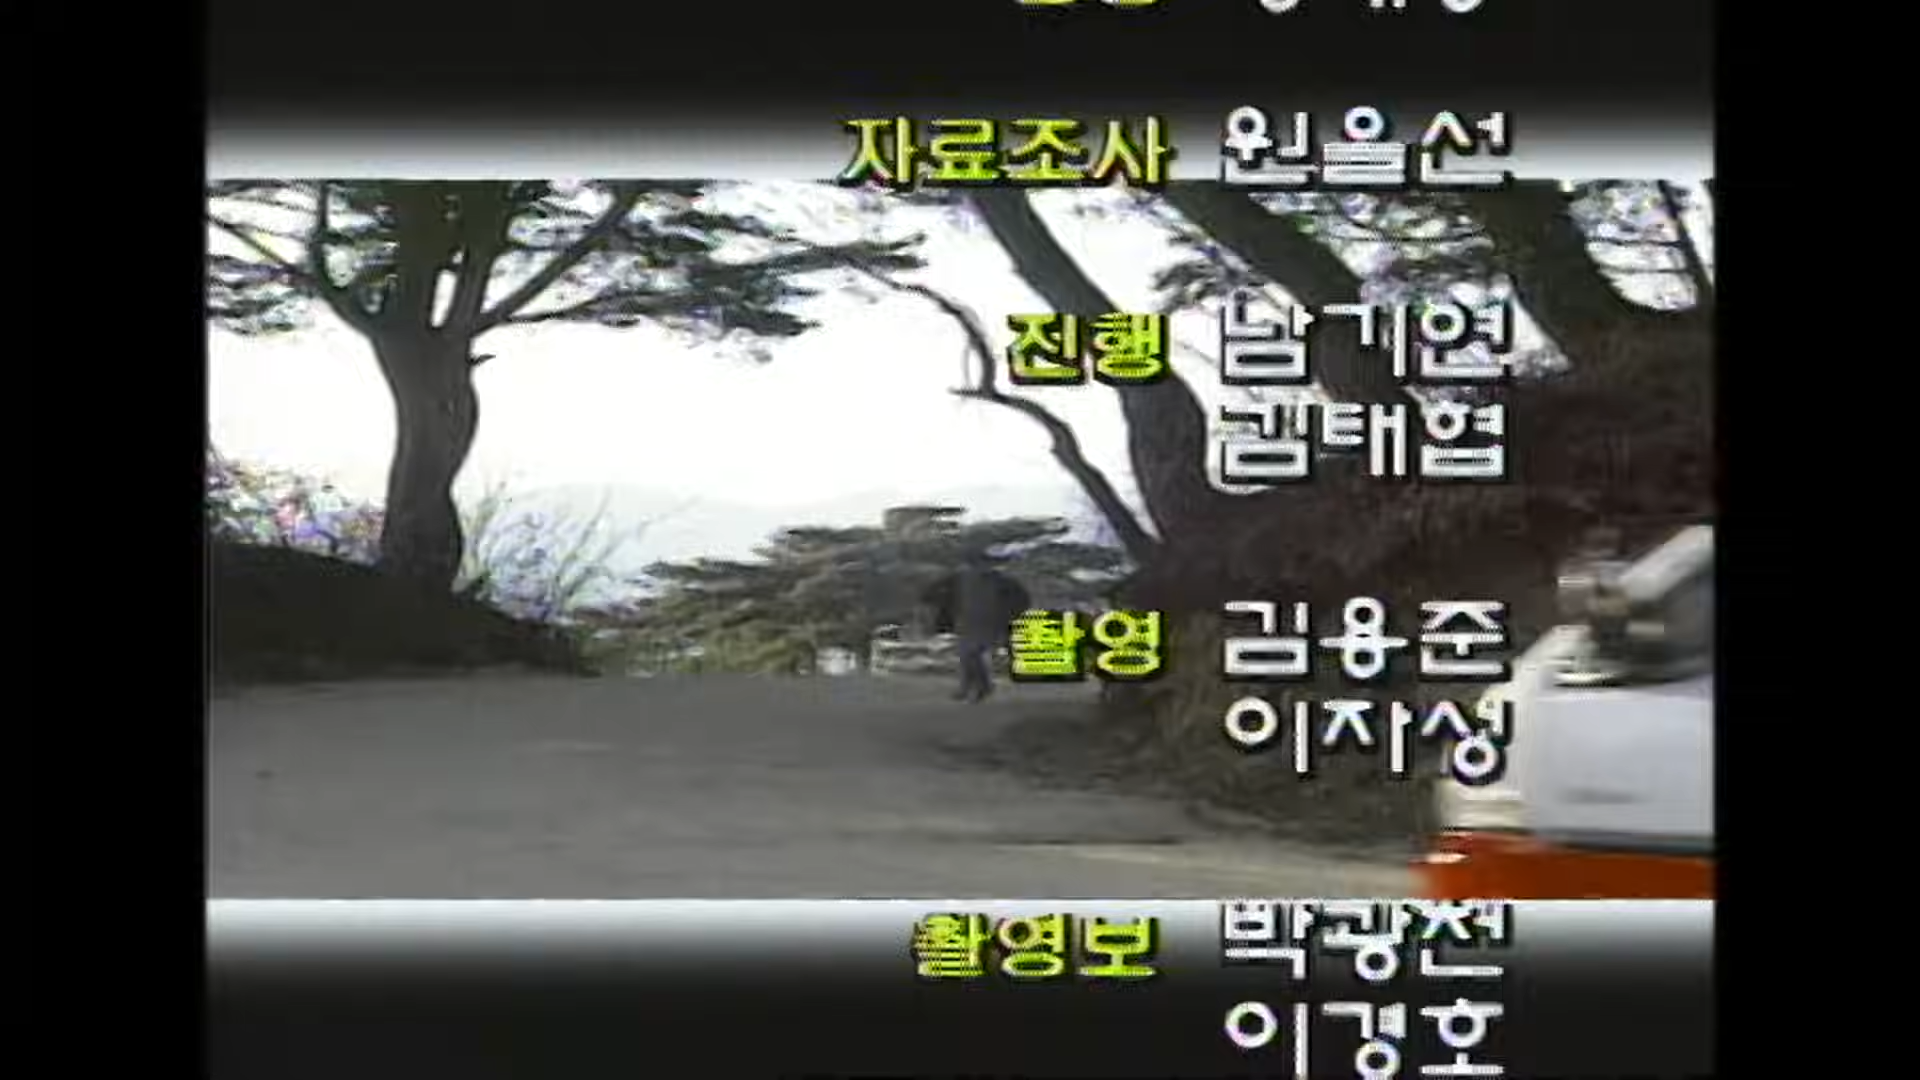 자료조사 원율선
진행 남기연
김태협
촬영 김용준
이자성
촬영보 박광천
이경호